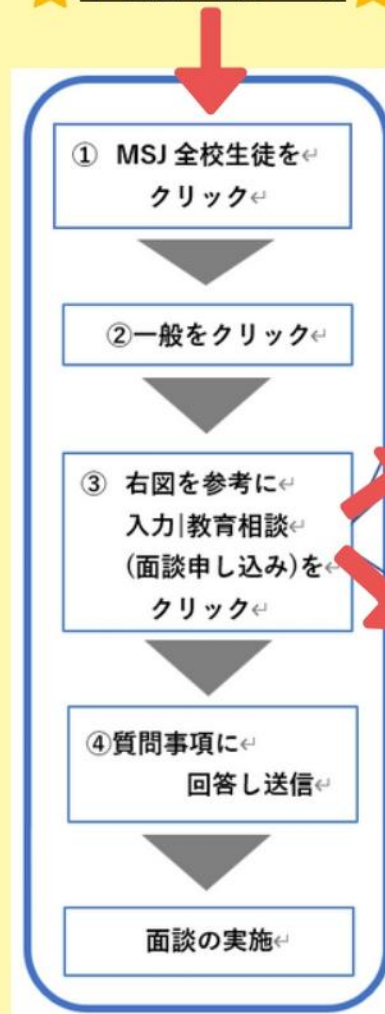 ① MSJ 全校生徒を↵
クリック↵
②一般をクリック↵
③ 右図を参考に↵
入力|教育相談↵
(面談申し込み)を↵
クリック↵
④質問事項に↵
回答し送信↵
面談の実施↵